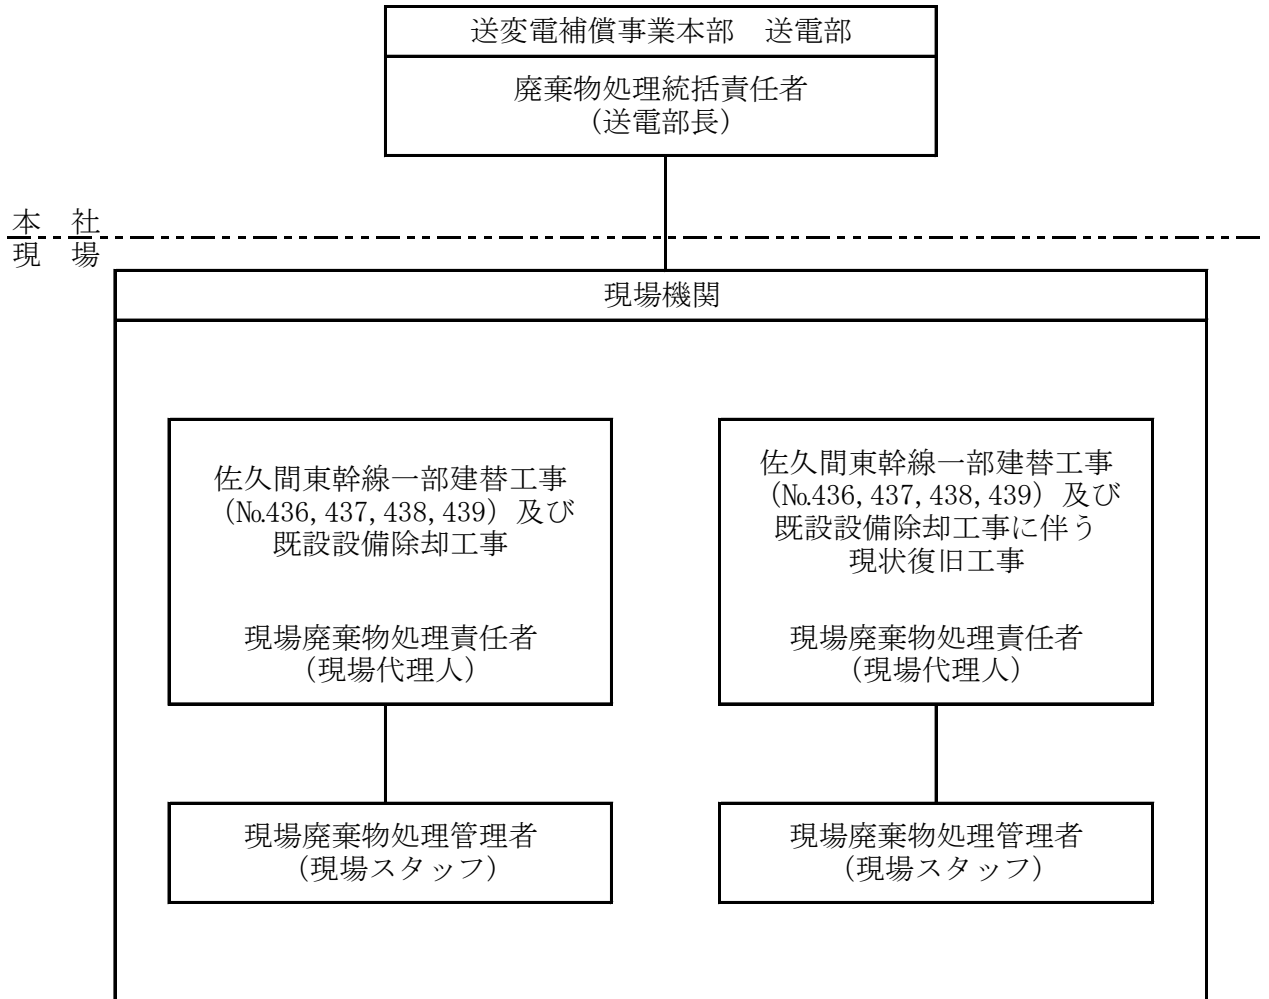 送変電補償事業本部　送電部
廃棄物処理統括責任者
（送電部長）
本　社
現　場
現場機関
佐久間東幹線一部建替工事
（№436, 437, 438, 439）及び
既設設備除却工事
現場廃棄物処理責任者
（現場代理人）
佐久間東幹線一部建替工事
（№436, 437, 438, 439）及び
既設設備除却工事に伴う
現状復旧工事
現場廃棄物処理責任者
（現場代理人）
現場廃棄物処理管理者
（現場スタッフ）
現場廃棄物処理管理者
（現場スタッフ）